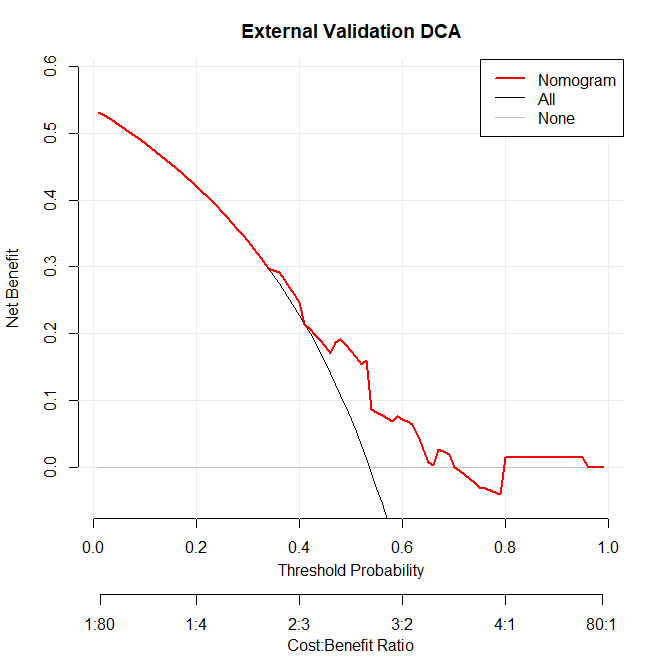 External Validation DCA
Nomogram
All
None
Net Benefit
0.6
0.5
0.4
0.3
0.2
0.1
0.0
0.0 0.2 0.4 0.6 0.8 1.0
Threshold Probability
1:80 1:4 2:3 3:2 4:1 80:1
Cost:Benefit Ratio